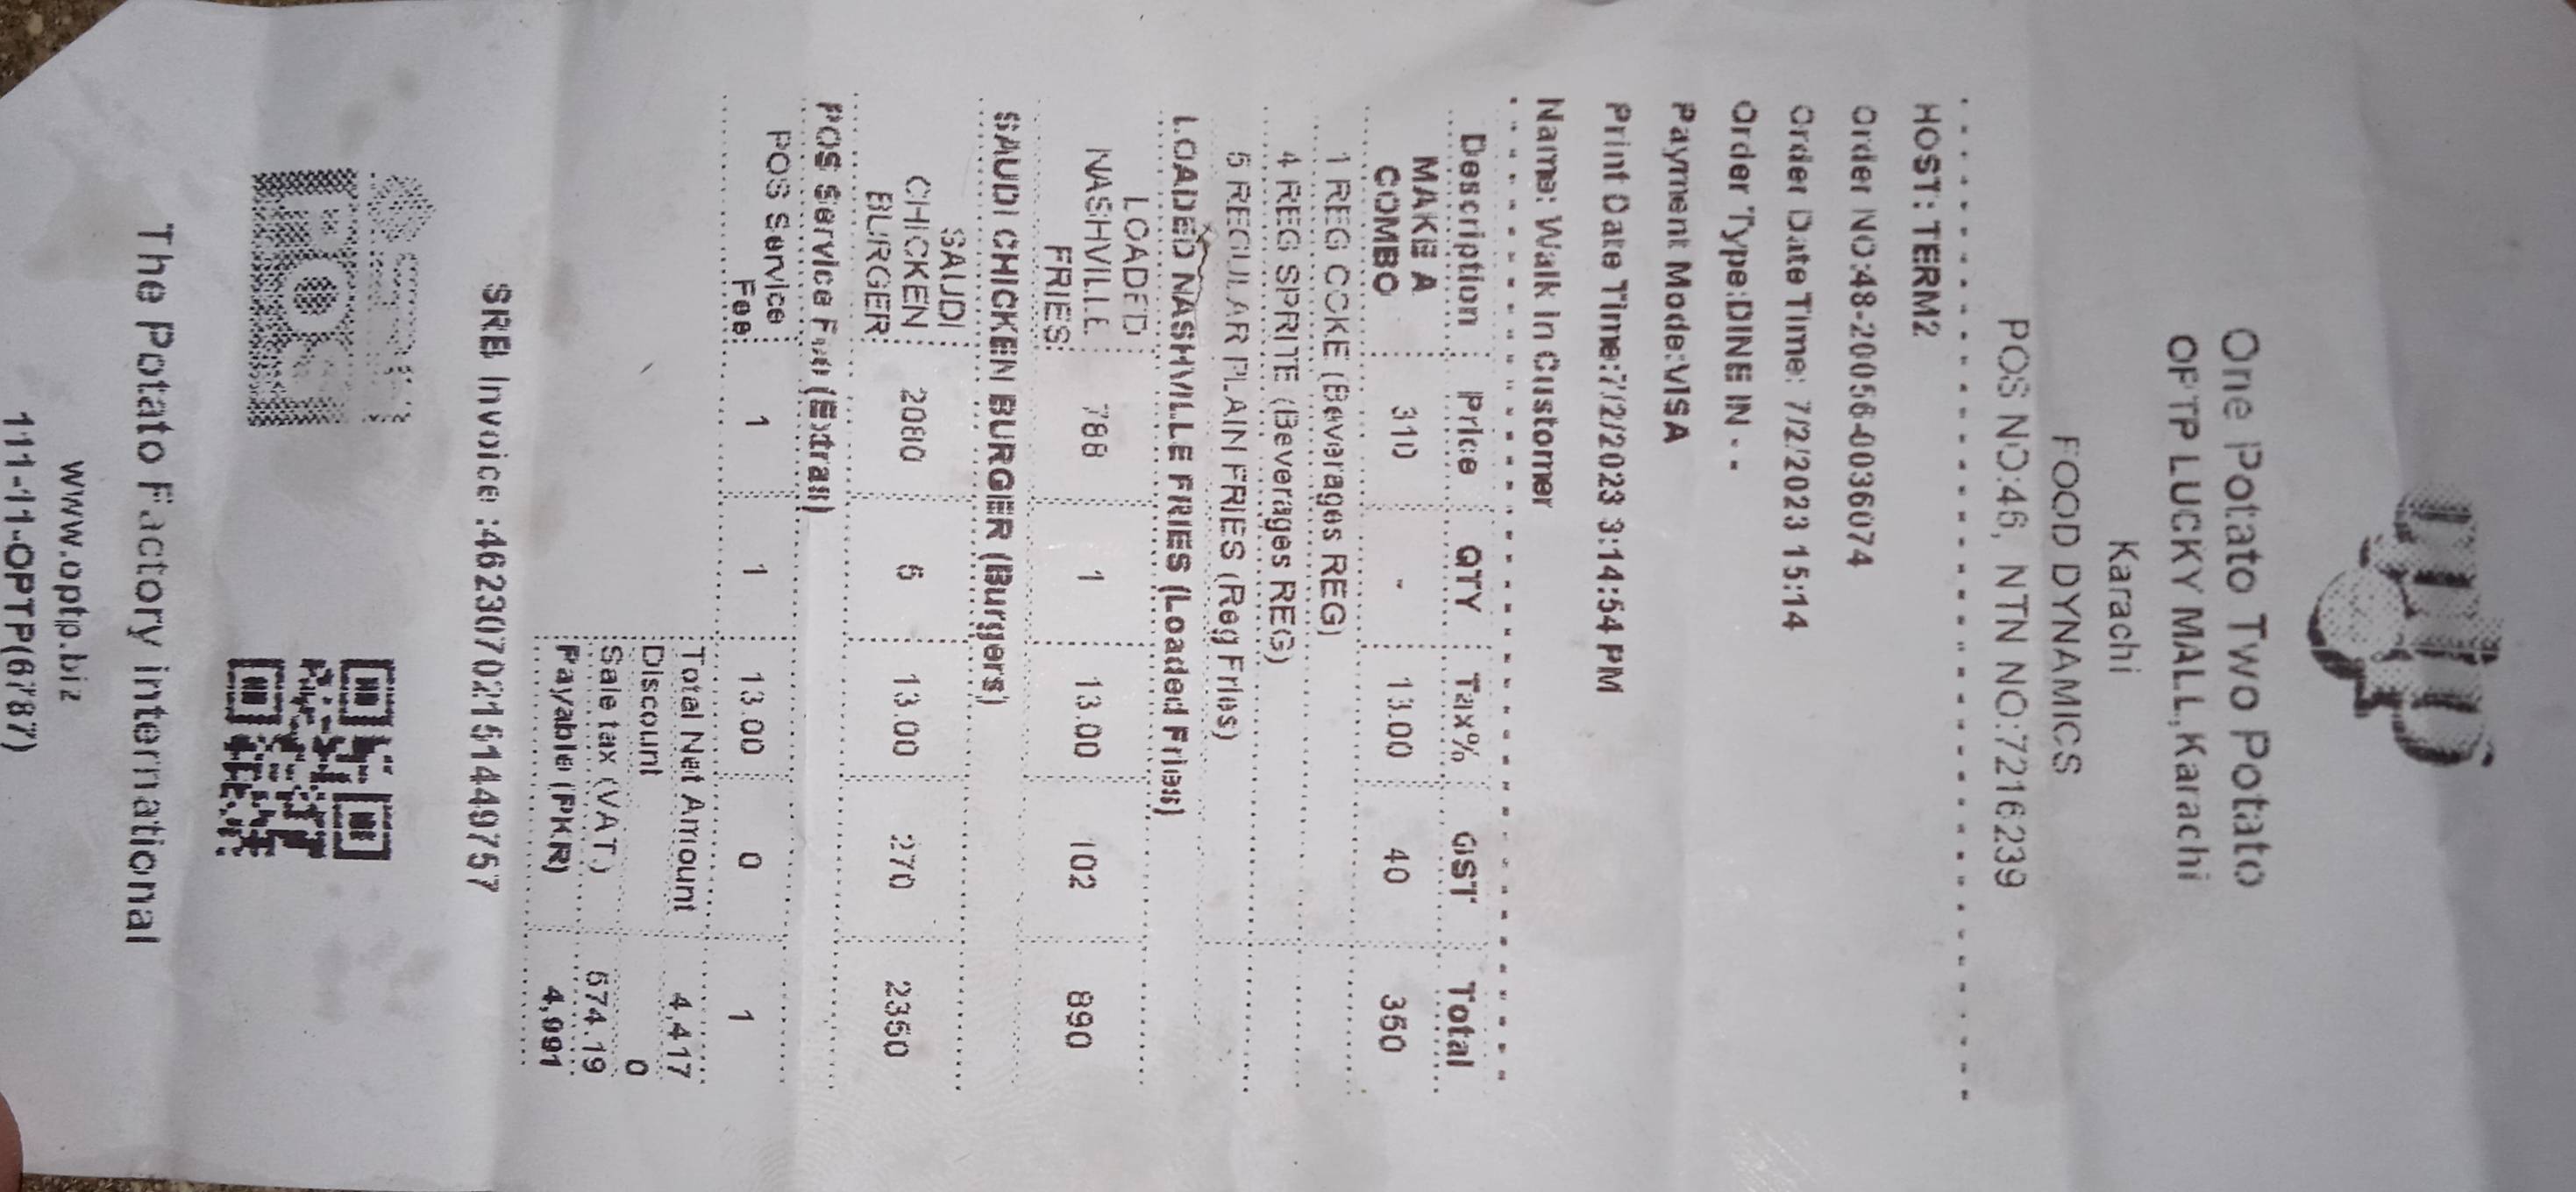 One Potato Two Potato
OPTP LUCKY MALL, Karachi
Karachi
FOOD DYNAMICS
POS NO:46, NTN NO:7216239
HOST: TERM2
Order NO:48-20056-0036074
Order Date Time: 7/2/2023 15:14
Order Type:DINE IN - -
Payment Mode:VISA
Print Date Time:7/2/2023 3:14:54 PM
Name: Walk In Customer
Description Price QTY Tax% GST Total
MAKE A COMBO 310 - 13.00 40 350
1 REG COKE (Beverages REG)
4 REG SPRITE (Beverages REG)
5 REGULAR PLAIN FRIES (Reg Fries)
LOADED NASHVILLE FRIES (Loaded Fries)
LOADED
NASHVILLE 788 1 13.00 102 890
FRIES
SAUDI CHICKEN BURGER (Burgers)
SAUDI
CHICKEN 13.00 270
BURGER
POS Service Fee (Extras)
POS Service
Fee 1 1 13.00 0 1
Total Net Amount 4,417
Discount 0
Sale tax (VAT) 574.19
Payable (PKR) 4,991
SRB Invoice :
POS
The Potato Factory international
www.optp.biz
111-11-OPTP(6787)